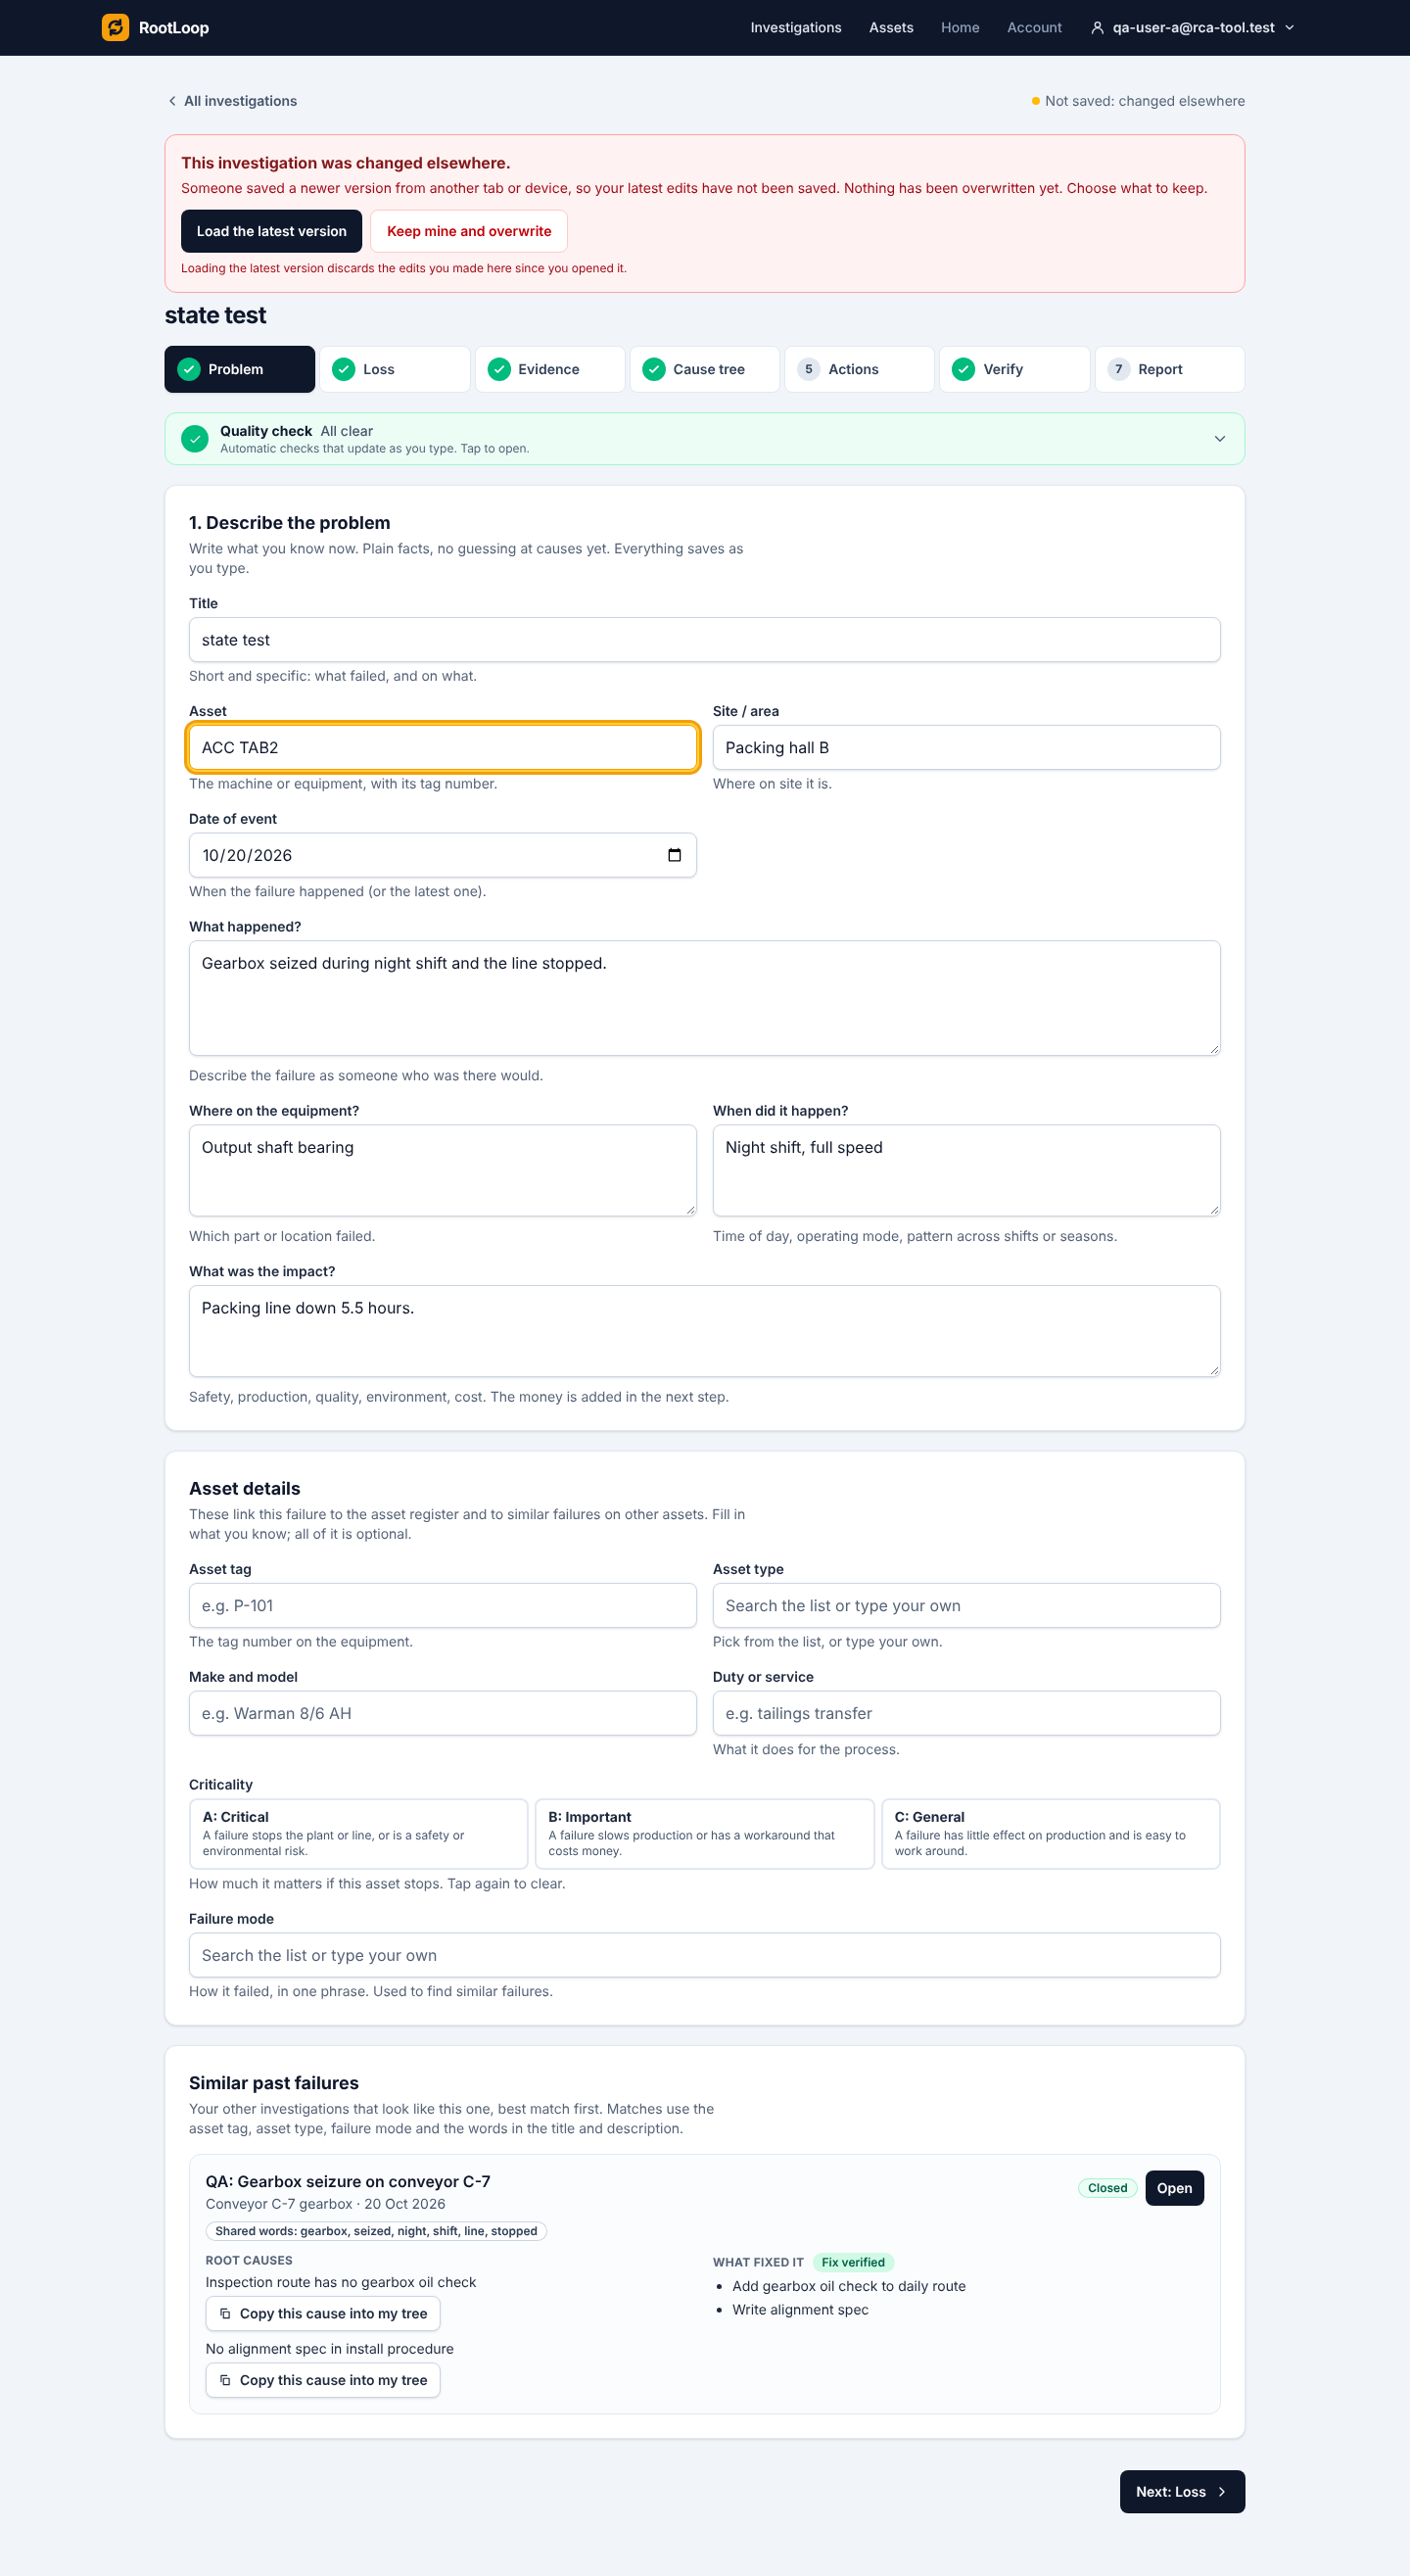 RootLoop
Investigations
Assets
Home
Account
qa-user-a@rca-tool.test
All investigations
Not saved: changed elsewhere
This investigation was changed elsewhere.
Someone saved a newer version from another tab or device, so your latest edits have not been saved. Nothing has been overwritten yet. Choose what to keep.
Load the latest version
Keep mine and overwrite
Loading the latest version discards the edits you made here since you opened it.
state test
Problem
Loss
Evidence
Cause tree
5 Actions
Verify
7 Report
Quality check All clear
Automatic checks that update as you type. Tap to open.
1. Describe the problem
Write what you know now. Plain facts, no guessing at causes yet. Everything saves as
you type.
Title
state test
Short and specific: what failed, and on what.
Asset
ACC TAB2
The machine or equipment, with its tag number.
Site / area
Packing hall B
Where on site it is.
Date of event
10/20/2026
When the failure happened (or the latest one).
What happened?
Gearbox seized during night shift and the line stopped.
Describe the failure as someone who was there would.
Where on the equipment?
Output shaft bearing
Which part or location failed.
When did it happen?
Night shift, full speed
Time of day, operating mode, pattern across shifts or seasons.
What was the impact?
Packing line down 5.5 hours.
Safety, production, quality, environment, cost. The money is added in the next step.
Asset details
These link this failure to the asset register and to similar failures on other assets. Fill in
what you know; all of it is optional.
Asset tag
e.g. P-101
The tag number on the equipment.
Asset type
Search the list or type your own
Pick from the list, or type your own.
Make and model
e.g. Warman 8/6 AH
Duty or service
e.g. tailings transfer
What it does for the process.
Criticality
A: Critical
A failure stops the plant or line, or is a safety or
environmental risk.
B: Important
A failure slows production or has a workaround that
costs money.
C: General
A failure has little effect on production and is easy to
work around.
How much it matters if this asset stops. Tap again to clear.
Failure mode
Search the list or type your own
How it failed, in one phrase. Used to find similar failures.
Similar past failures
Your other investigations that look like this one, best match first. Matches use the
asset tag, asset type, failure mode and the words in the title and description.
QA: Gearbox seizure on conveyor C-7
Conveyor C-7 gearbox · 20 Oct 2026
Closed
Open
Shared words: gearbox, seized, night, shift, line, stopped
ROOT CAUSES
Inspection route has no gearbox oil check
Copy this cause into my tree
No alignment spec in install procedure
Copy this cause into my tree
WHAT FIXED IT Fix verified
• Add gearbox oil check to daily route
• Write alignment spec
Next: Loss